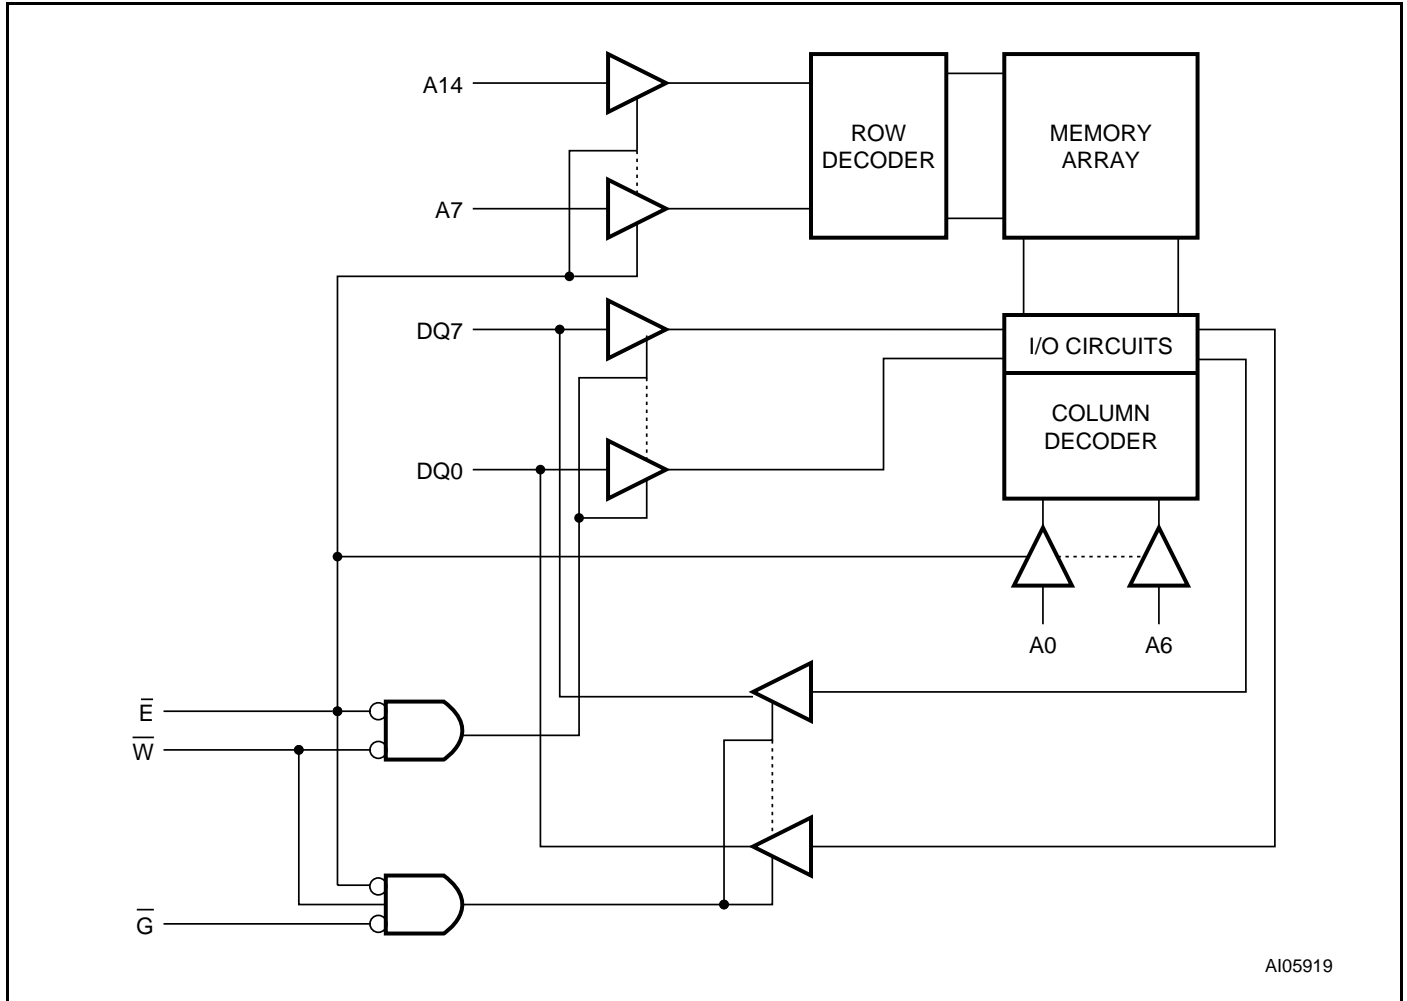 A14
ROW
DECODER
MEMORY
ARRAY
A7
DQ7
I/O CIRCUITS
COLUMN
DECODER
DQ0
A0
A6
E̅
W̅
G̅
AI05919